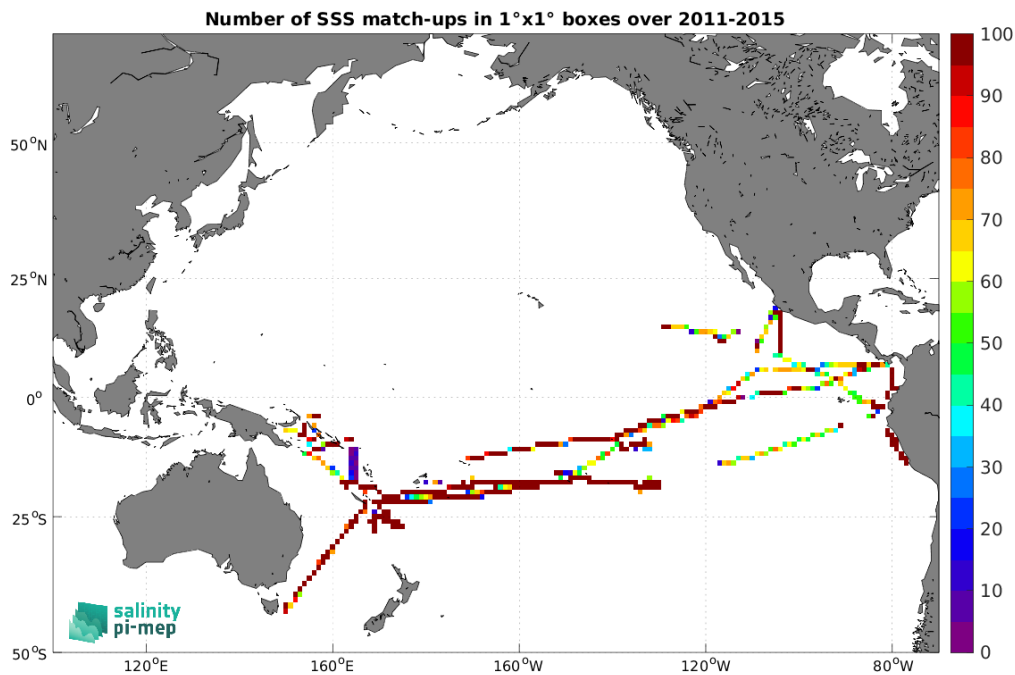 Number of SSS match-ups in 1°x1° boxes over 2011-2015
100
90
80
70
60
50
40
30
20
10
0
50°N
25°N
0°
25°S
50°S
120°E
160°E
160°W
120°W
80°W
salinity
pi-mep